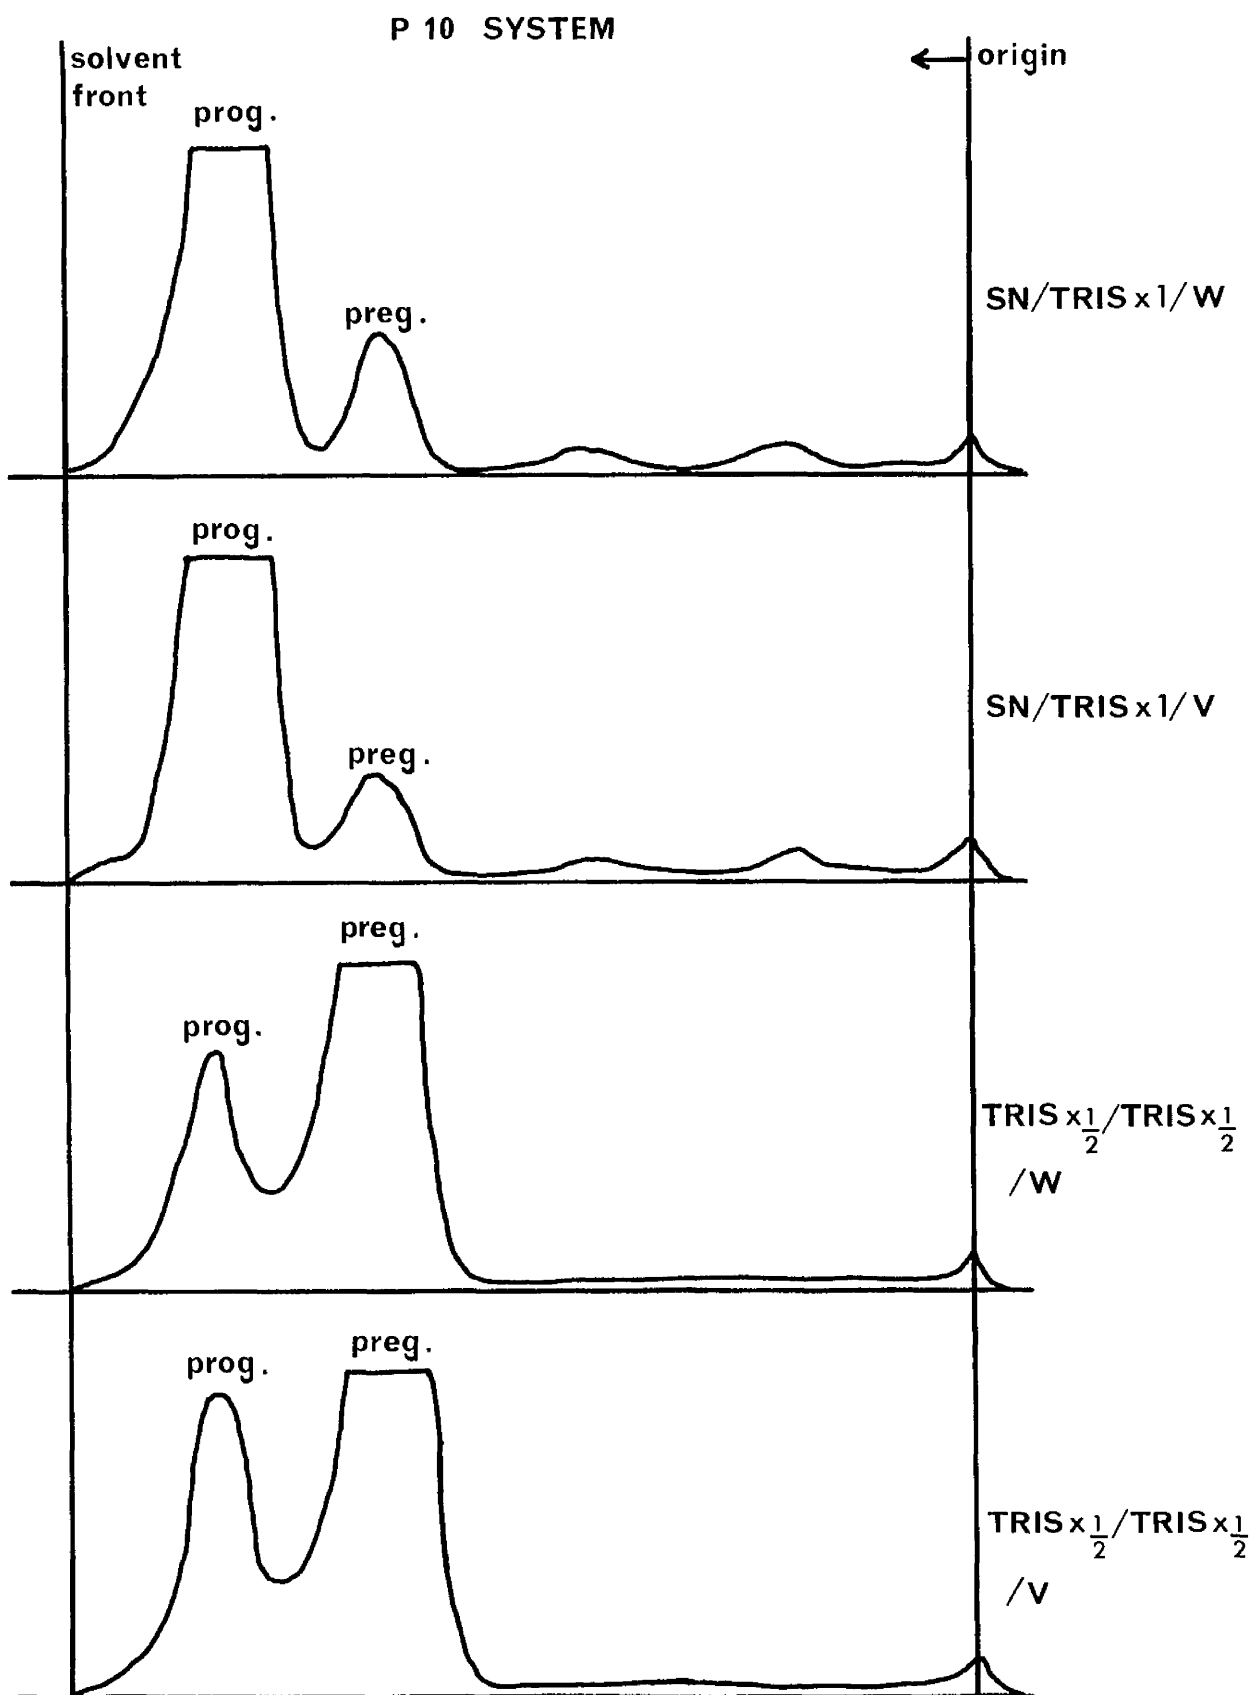 P 10 SYSTEM
solvent
front
origin
prog.
preg.
SN/TRIS x 1/W
prog.
preg.
SN/TRIS x 1/V
preg.
prog.
TRIS x 1/2/TRIS x 1/2
/W
preg.
prog.
TRIS x 1/2/TRIS x 1/2
/V